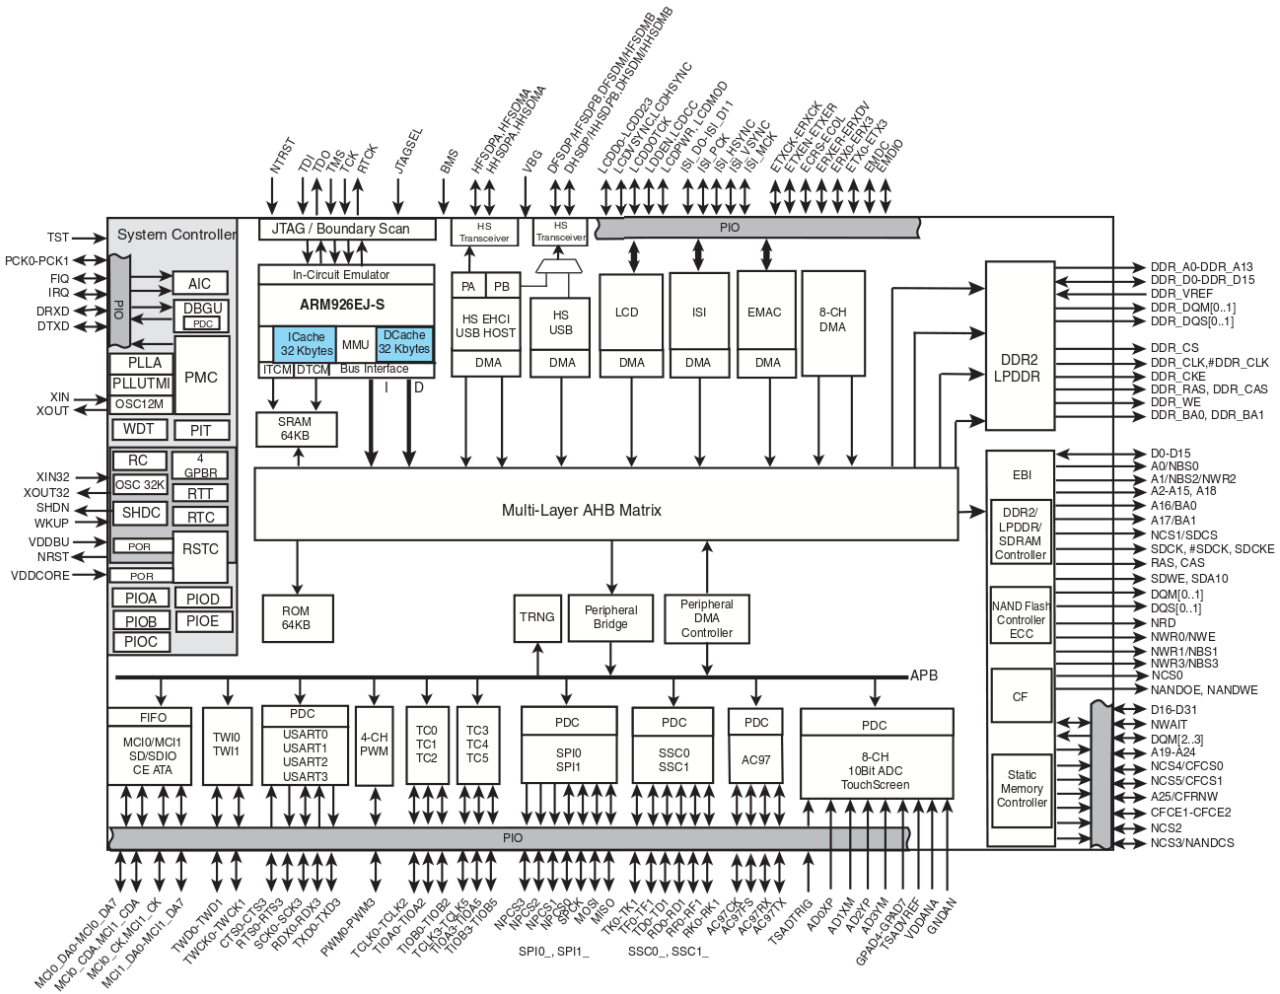 NTRST
TDI
TDO
TMS
TCK
RTCK
JTAGSEL
BMS
HFSDPA,HFSDMA
HHSDPA,HHSDMA
VBG
DFSDP/HFSDPB,DFSDM/HFSDMB
DHSDP/HHSDPB,DHSDM/HHSDMB
LCDD0-LCDD23
LCDVSYNC,LCDHSYNC
LCDDOTCK
LDDEN,LCDCC
LCDPWR, LCDMOD
ISI_DO-ISI_D11
ISI_PCK
ISI_HSYNC
ISI_VSYNC
ISI_MCK
ETXCK-ERXCK
ETXEN-ETXER
ECRS-ECOL
ERXER-ERXDV
ERX0-ERX3
ETX0-ETX3
EMDC
EMDIO
TST
PCK0-PCK1
FIQ
IRQ
DRXD
DTXD
XIN
XOUT
XIN32
XOUT32
SHDN
WKUP
VDDBU
NRST
VDDCORE
System Controller
PIO
AIC
DBGU
PDC
PLLA
PLLUTMI
OSC12M
PMC
WDT
PIT
RC
4
GPBR
OSC 32K
RTT
SHDC
RTC
POR
RSTC
POR
PIOA
PIOD
PIOB
PIOE
PIOC
JTAG / Boundary Scan
In-Circuit Emulator
ARM926EJ-S
ICache
32 Kbytes
MMU
DCache
32 Kbytes
ITCM
DTCM
Bus Interface
I
D
SRAM
64KB
HS
Transceiver
HS
Transceiver
PA
PB
HS EHCI
USB HOST
DMA
HS
USB
DMA
PIO
LCD
DMA
ISI
DMA
EMAC
DMA
8-CH
DMA
Multi-Layer AHB Matrix
ROM
64KB
TRNG
Peripheral
Bridge
Peripheral
DMA
Controller
APB
DDR2
LPDDR
EBI
DDR2/
LPDDR/
SDRAM
Controller
NAND Flash
Controller
ECC
CF
Static
Memory
Controller
DDR_A0-DDR_A13
DDR_D0-DDR_D15
DDR_VREF
DDR_DQM[0..1]
DDR_DQS[0..1]
DDR_CS
DDR_CLK,#DDR_CLK
DDR_CKE
DDR_RAS, DDR_CAS
DDR_WE
DDR_BA0, DDR_BA1
D0-D15
A0/NBS0
A1/NBS2/NWR2
A2-A15, A18
A16/BA0
A17/BA1
NCS1/SDCS
SDCK, #SDCK, SDCKE
RAS, CAS
SDWE, SDA10
DQM[0..1]
DQS[0..1]
NRD
NWR0/NWE
NWR1/NBS1
NWR3/NBS3
NCS0
NANDOE, NANDWE
D16-D31
NWAIT
DQM[2..3]
A19-A24
NCS4/CFCS0
NCS5/CFCS1
A25/CFRNW
CFCE1-CFCE2
NCS2
NCS3/NANDCS
FIFO
MCI0/MCI1
SD/SDIO
CE ATA
TWI0
TWI1
PDC
USART0
USART1
USART2
USART3
4-CH
PWM
TC0
TC1
TC2
TC3
TC4
TC5
PDC
SPI0
SPI1
PDC
SSC0
SSC1
PDC
AC97
PDC
8-CH
10Bit ADC
TouchScreen
PIO
MCI0_DA0-MCI0_DA7
MCI0_CDA,MCI1_CDA
MCI0_CK,MCI1_CK
MCI1_DA0-MCI1_DA7
TWD0-TWD1
TWCK0-TWCK1
CTS0-CTS3
RTS0-RTS3
SCK0-SCK3
RDX0-RDX3
TXD0-TXD3
PWM0-PWM3
TCLK0-TCLK2
TIOA0-TIOA2
TIOB0-TIOB2
TCLK3-TCLK5
TIOA3-TIOA5
TIOB3-TIOB5
NPCS3
NPCS2
NPCS1
NPCS0
SPCK
MOSI
MISO
SPI0_, SPI1_
TK0-TK1
TF0-TF1
TD0-TD1
RD0-RD1
RF0-RF1
RK0-RK1
SSC0_, SSC1_
AC97CK
AC97FS
AC97RX
AC97TX
TSADTRIG
AD0XP
AD1XM
AD2YP
AD3YM
GPAD4-GPAD7
TSADVREF
VDDANA
GNDAN